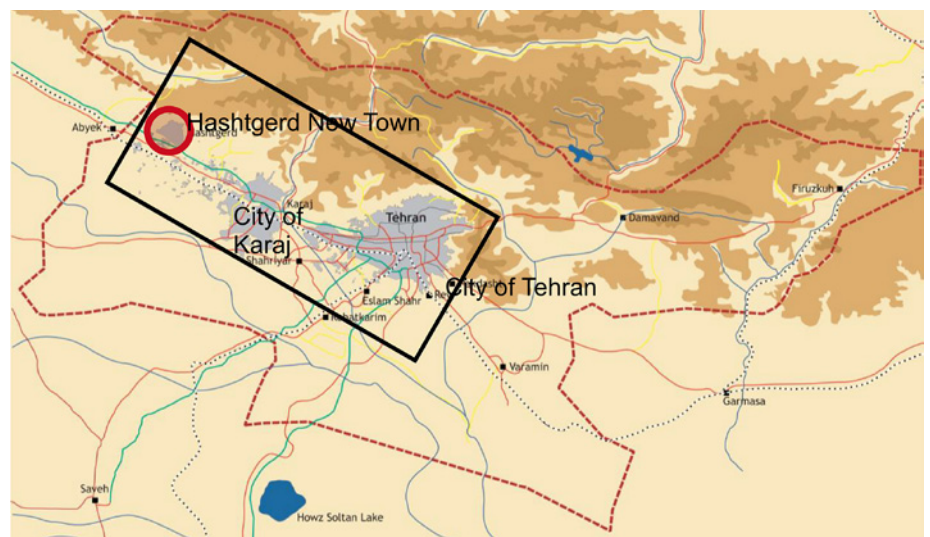 Hashtgerd New Town
Abyek
Hashtgerd
Firuzkuh
Karaj
City of
Karaj
Tehran
Damavand
Shahriyar
City of Tehran
Eslam Shahr
Varamin
Garmasa
Saveh
Howz Soltan Lake